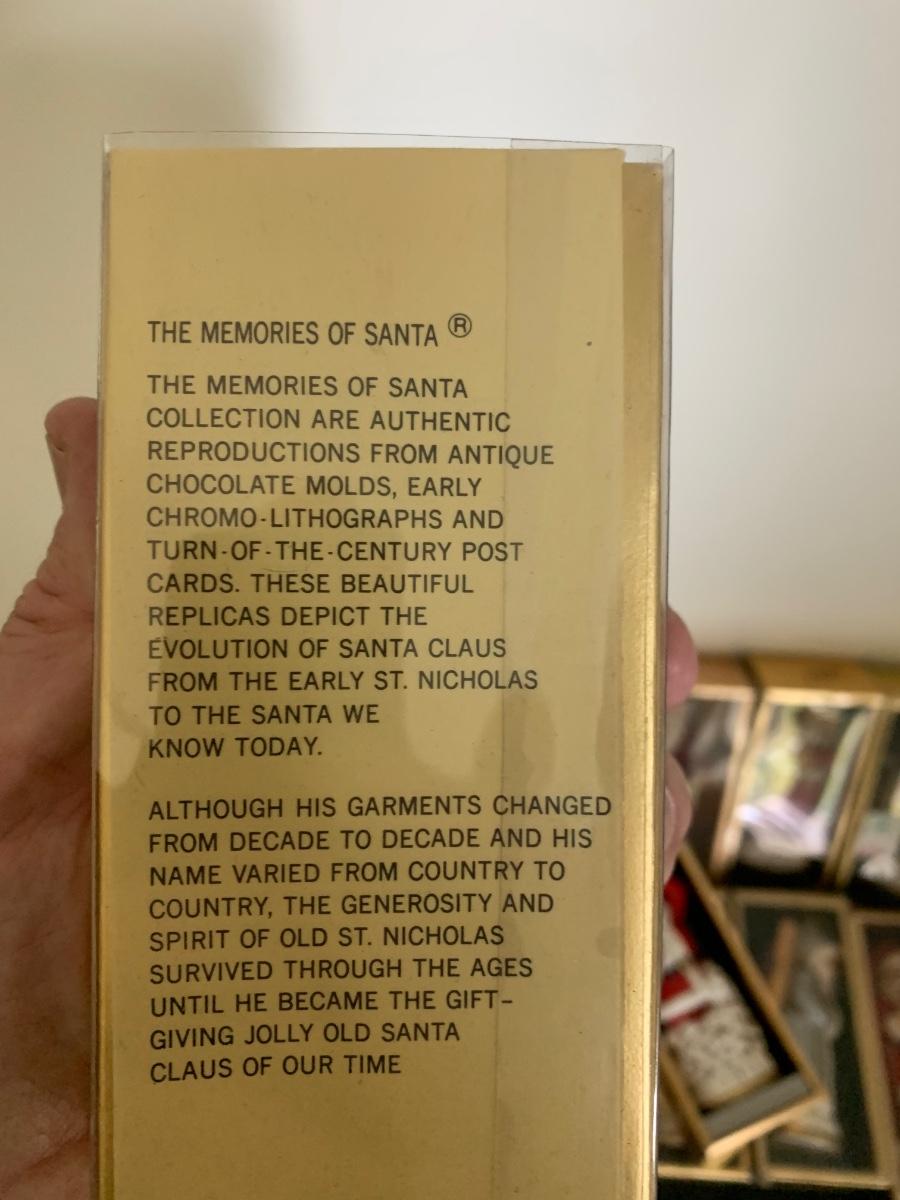 THE MEMORIES OF SANTA ®
THE MEMORIES OF SANTA
COLLECTION ARE AUTHENTIC
REPRODUCTIONS FROM ANTIQUE
CHOCOLATE MOLDS, EARLY
CHROMO-LITHOGRAPHS AND
TURN-OF-THE-CENTURY POST
CARDS. THESE BEAUTIFUL
REPLICAS DEPICT THE
EVOLUTION OF SANTA CLAUS
FROM THE EARLY ST. NICHOLAS
TO THE SANTA WE
KNOW TODAY.
ALTHOUGH HIS GARMENTS CHANGED
FROM DECADE TO DECADE AND HIS
NAME VARIED FROM COUNTRY TO
COUNTRY, THE GENEROSITY AND
SPIRIT OF OLD ST. NICHOLAS
SURVIVED THROUGH THE AGES
UNTIL HE BECAME THE GIFT-
GIVING JOLLY OLD SANTA
CLAUS OF OUR TIME